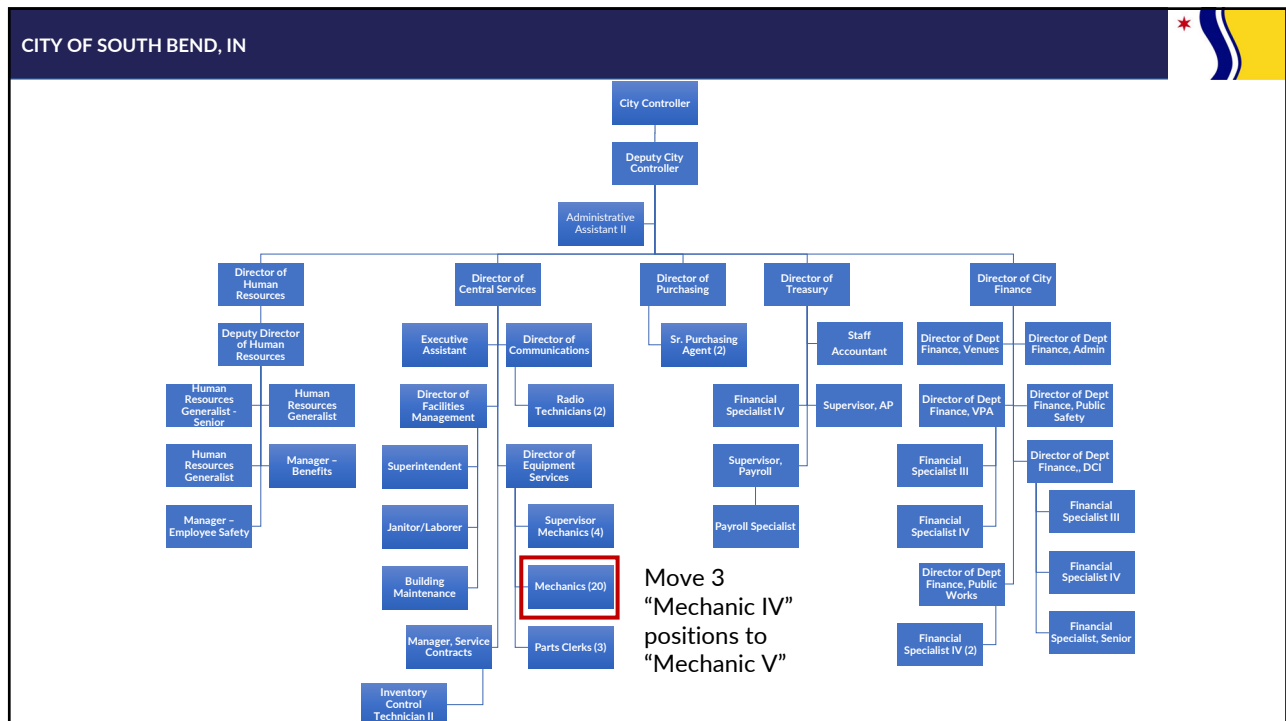 CITY OF SOUTH BEND, IN
City Controller
Deputy City
Controller
Administrative
Assistant II
Director of
Human
Resources
Director of
Central Services
Director of
Purchasing
Director of
Treasury
Director of City
Finance
Deputy Director
of Human
Resources
Executive
Assistant
Director of
Communications
Sr. Purchasing
Agent (2)
Staff
Accountant
Director of Dept
Finance, Venues
Director of Dept
Finance, Admin
Human
Resources
Generalist -
Senior
Human
Resources
Generalist
Director of
Facilities
Management
Radio
Technicians (2)
Financial
Specialist IV
Supervisor, AP
Director of Dept
Finance, VPA
Director of Dept
Finance, Public
Safety
Human
Resources
Generalist
Manager –
Benefits
Superintendent
Director of
Equipment
Services
Supervisor,
Payroll
Financial
Specialist III
Director of Dept
Finance,, DCI
Manager –
Employee Safety
Janitor/Laborer
Supervisor
Mechanics (4)
Payroll Specialist
Financial
Specialist IV
Financial
Specialist III
Building
Maintenance
Mechanics (20)
Move 3
“Mechanic IV”
positions to
“Mechanic V”
Director of Dept
Finance, Public
Works
Financial
Specialist IV
Manager, Service
Contracts
Parts Clerks (3)
Financial
Specialist IV (2)
Financial
Specialist, Senior
Inventory
Control
Technician II